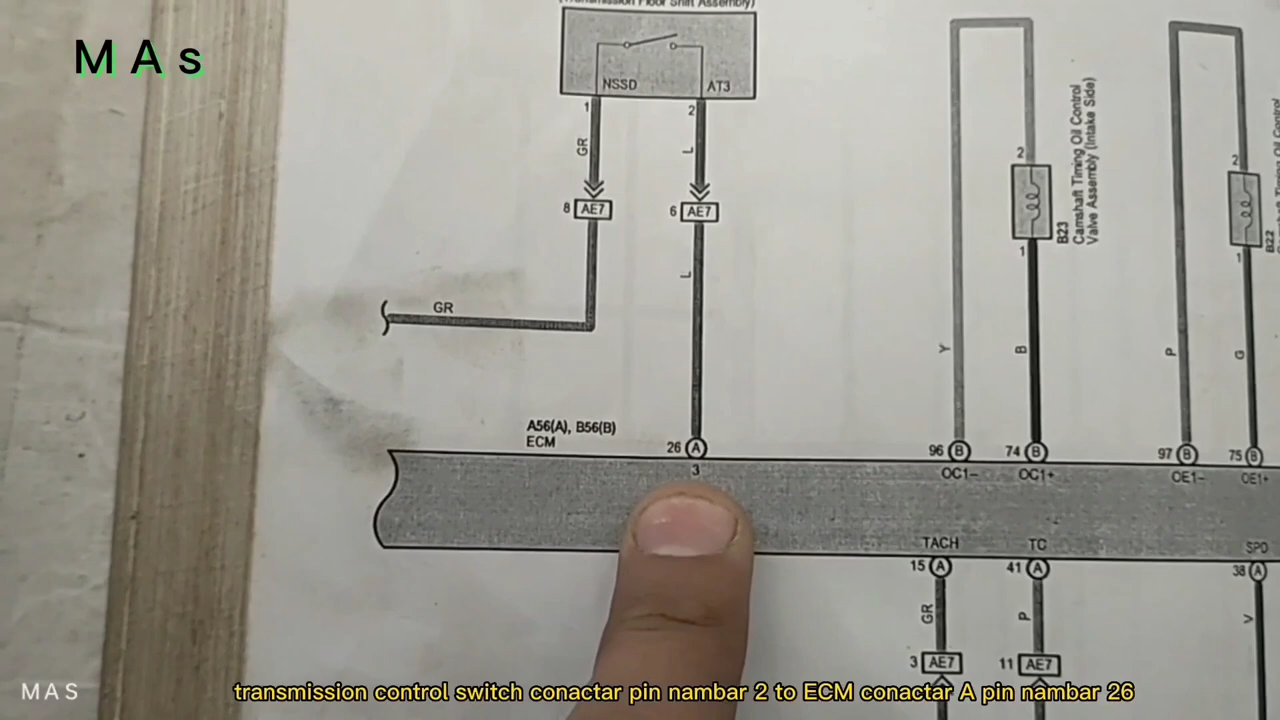 (Transmission Floor Shift Assembly)
M A s
NSSD
AT3
1
2
GR
L
8 AE7
6 AE7
L
GR
2
1
B23
Camshaft Timing Oil Control
Valve Assembly (Intake Side)
2
1
B22
Y
B
P
G
A56(A), B56(B)
ECM
26 A
3
96 B
OC1-
74 B
OC1+
97 B
OE1-
75 B
OE1+
TACH
TC
SPD
15 A
41 A
38 A
GR
P
V
3 AE7
11 AE7
MAS
transmission control switch conactar pin nambar 2 to ECM conactar A pin nambar 26